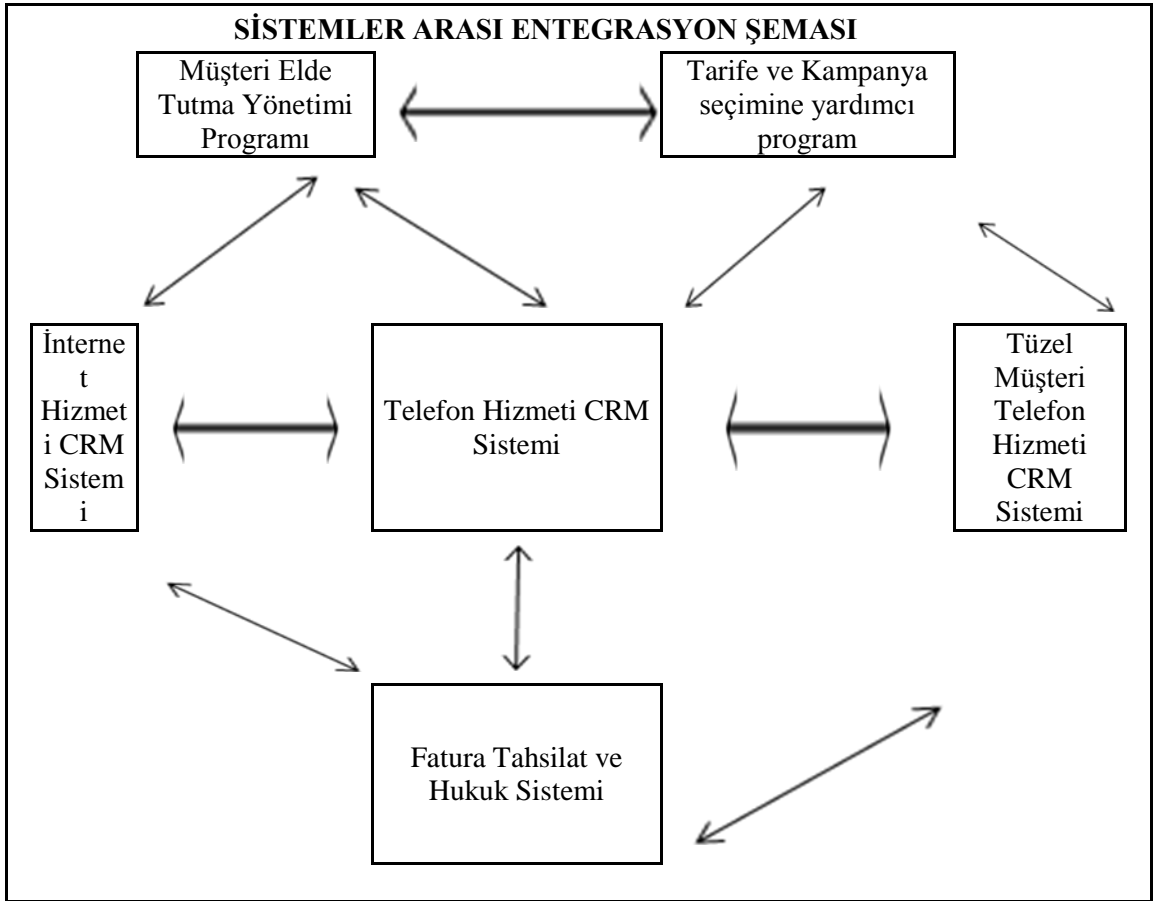 SİSTEMLER ARASI ENTEGRASYON ŞEMASI
Müşteri Elde
Tutma Yönetimi
Programı
Tarife ve Kampanya
seçimine yardımcı
program
İnterne
t
Hizmet
i CRM
Sistem
i
Telefon Hizmeti CRM
Sistemi
Tüzel
Müşteri
Telefon
Hizmeti
CRM
Sistemi
Fatura Tahsilat ve
Hukuk Sistemi